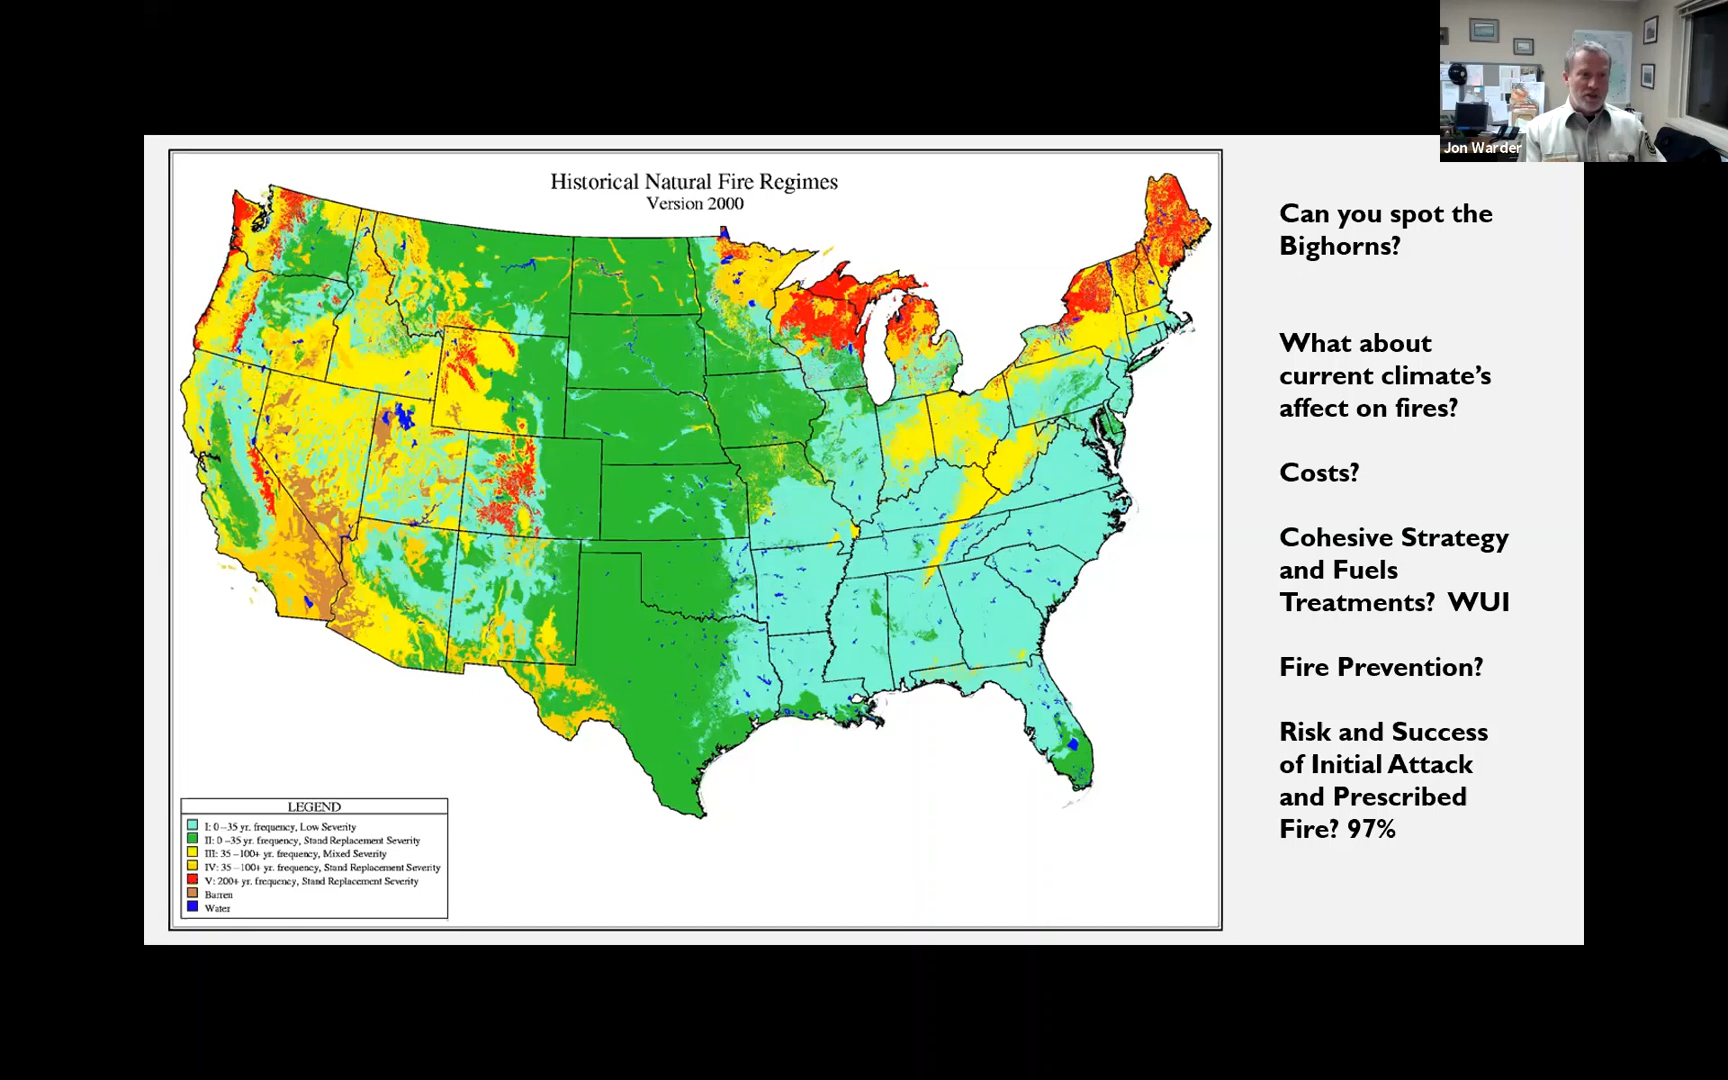 Jon Warder
Historical Natural Fire Regimes
Version 2000
LEGEND
I: 0–35 yr. frequency, Low Severity
II: 0–35 yr. frequency, Stand Replacement Severity
III: 35–100+ yr. frequency, Mixed Severity
IV: 35–100+ yr. frequency, Stand Replacement Severity
V: 200+ yr. frequency, Stand Replacement Severity
Barren
Water
Can you spot the
Bighorns?
What about
current climate’s
affect on fires?
Costs?
Cohesive Strategy
and Fuels
Treatments? WUI
Fire Prevention?
Risk and Success
of Initial Attack
and Prescribed
Fire? 97%